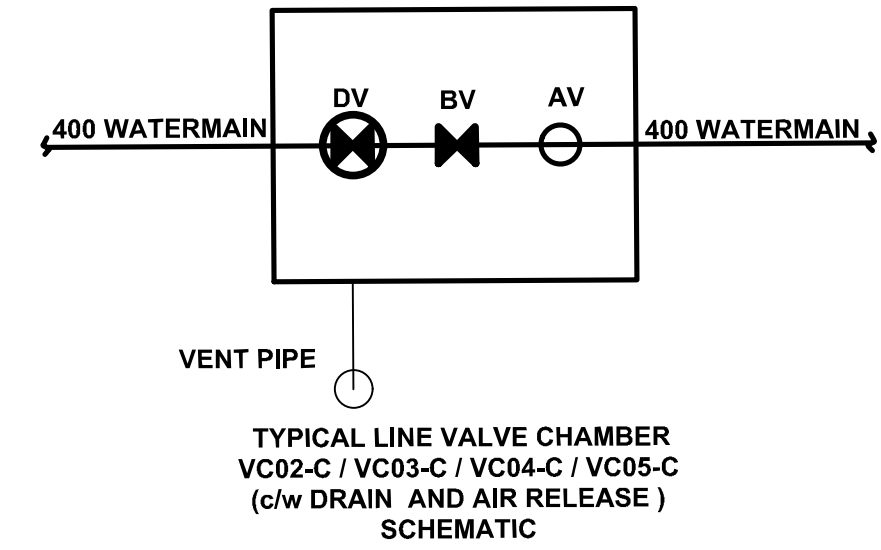 DV
BV
AV
400 WATERMAIN
400 WATERMAIN
VENT PIPE
TYPICAL LINE VALVE CHAMBER
VC02-C / VC03-C / VC04-C / VC05-C
(c/w DRAIN AND AIR RELEASE )
SCHEMATIC